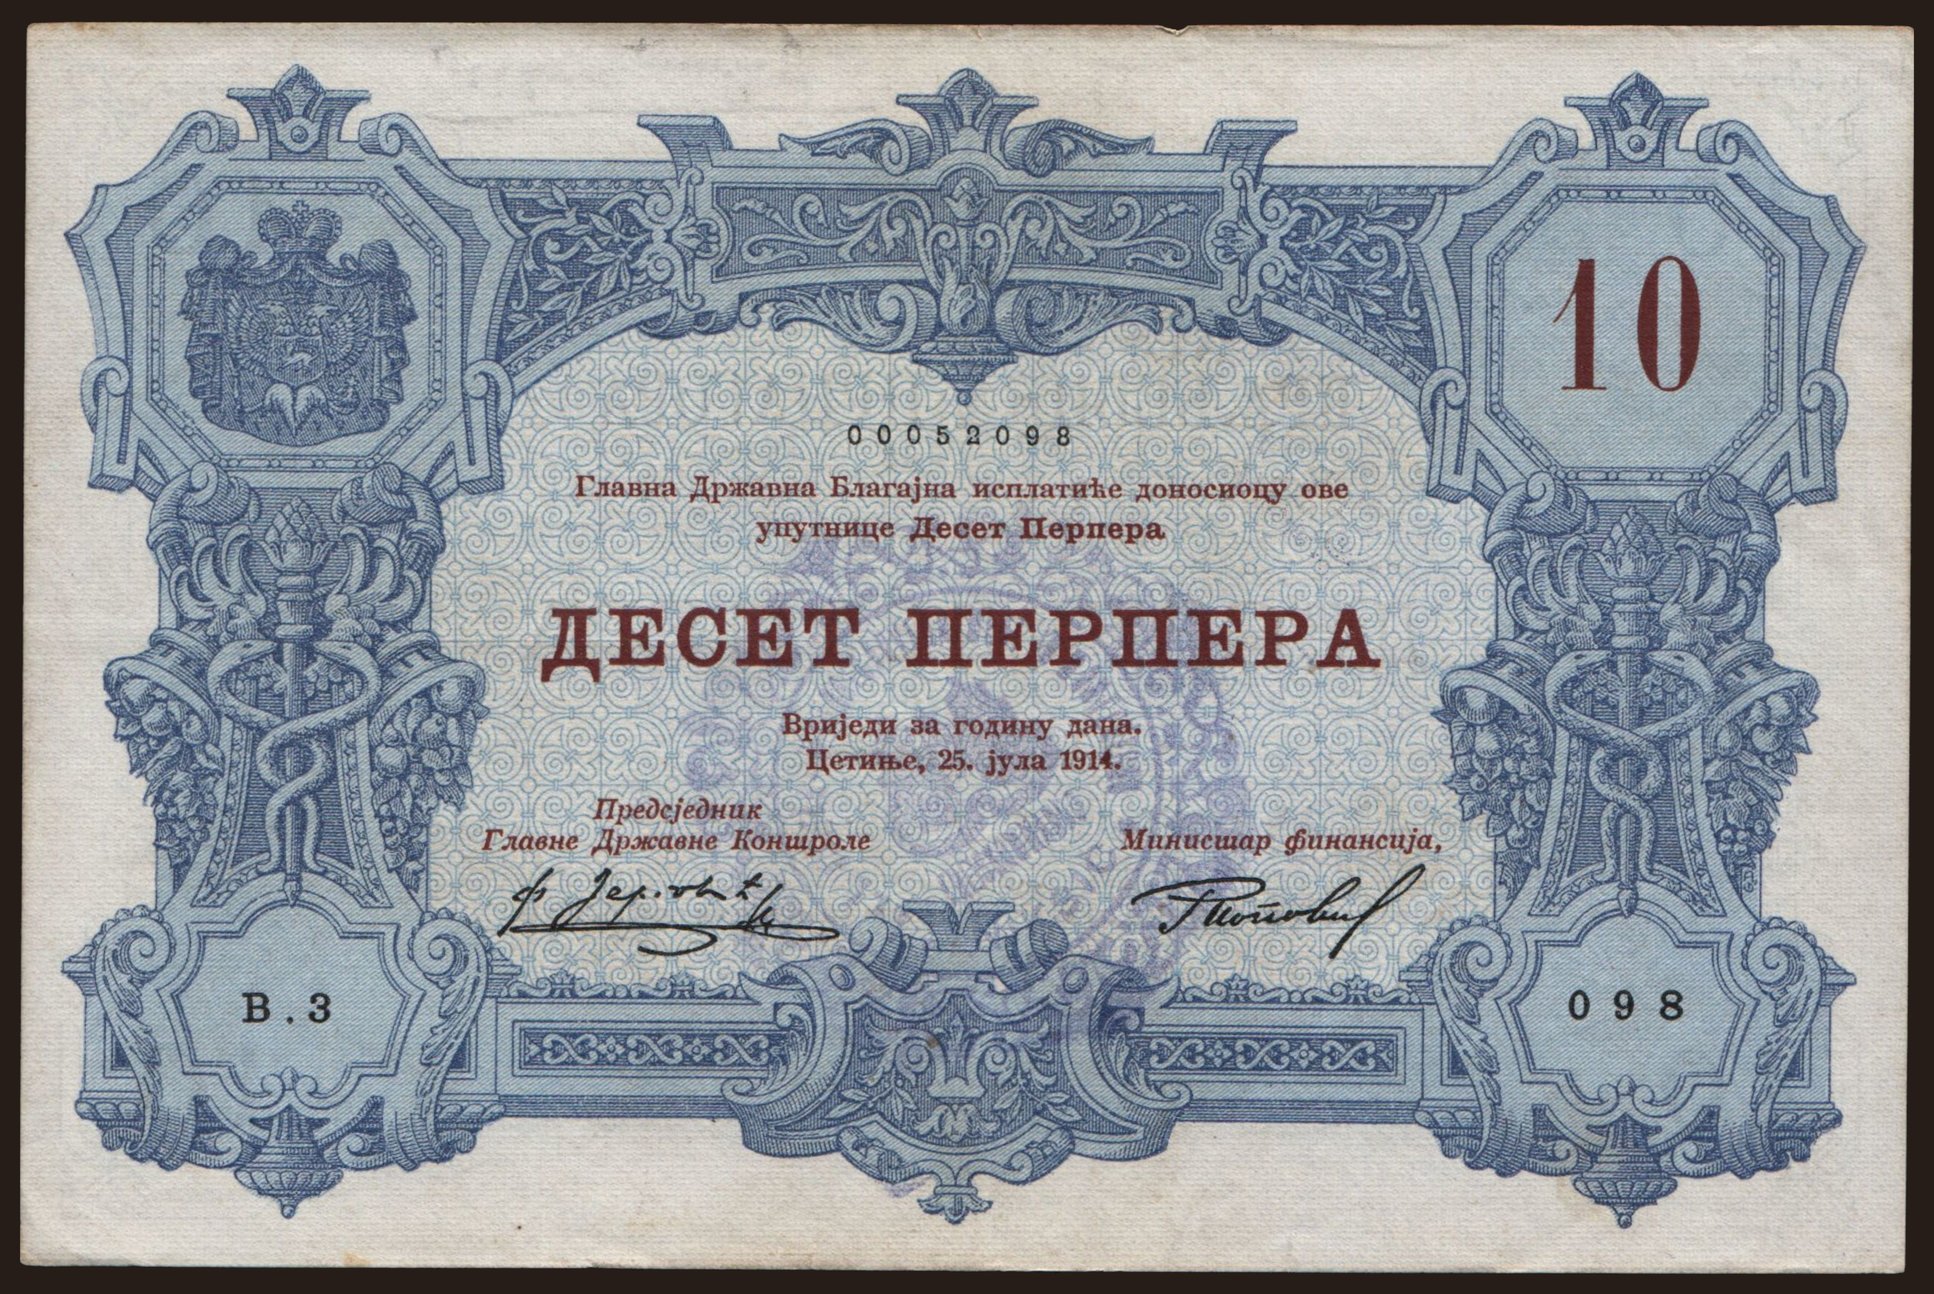 10
00052098
Главна Државна Благајна исплатиће доносиоцу ове
упутнице Десет Перпера
ДЕСЕТ ПЕРПЕРА
Вриједи за годину дана.
Цетиње, 25. јула 1914.
Предсједник
Главне Државне Контроле
Министар финансија,
В.3
098